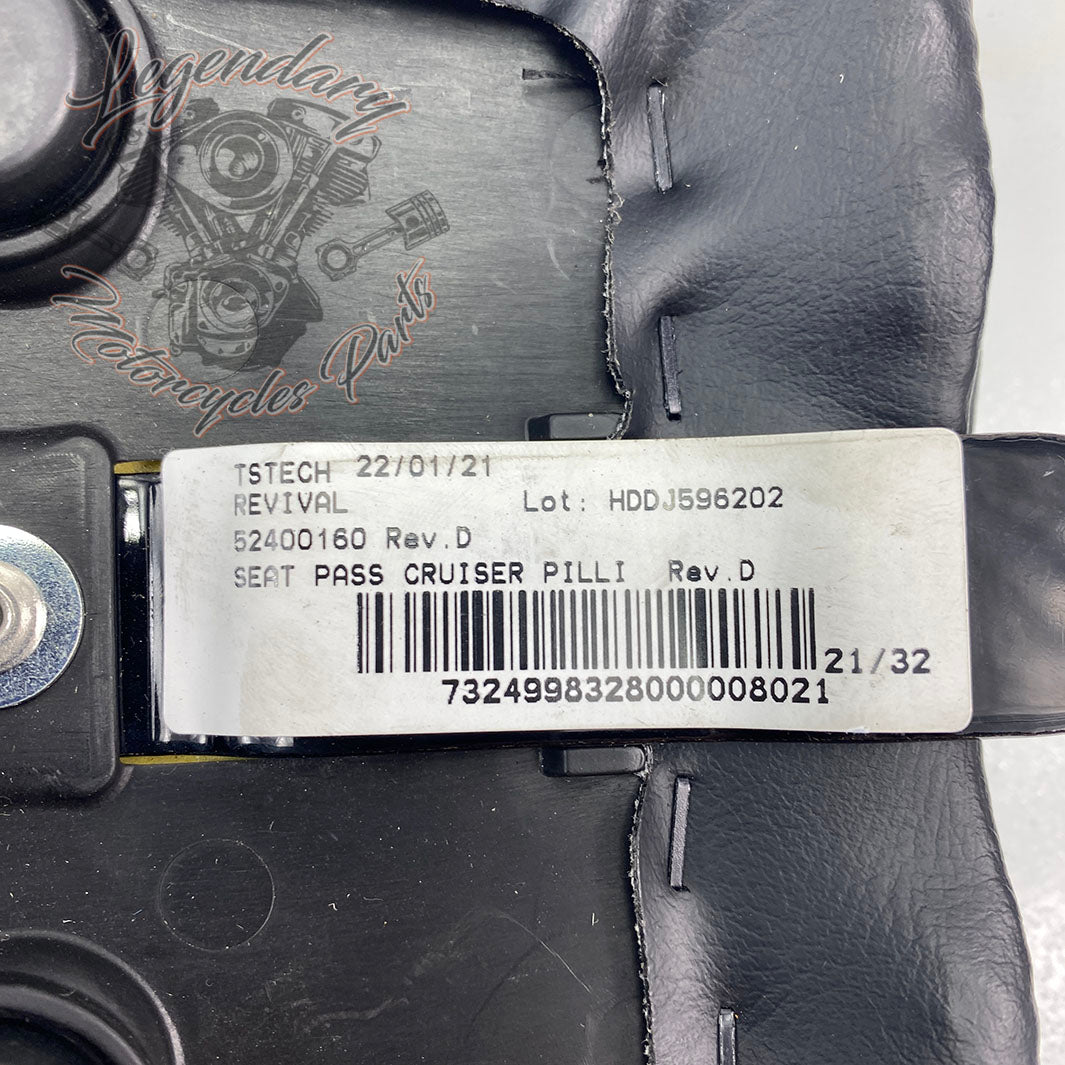 Legendary
Motorcycles Parts
TSTECH 22/01/21
REVIVAL Lot: HDDJ596202
52400160 Rev.D
SEAT PASS CRUISER PILLI Rev.D
21/32
7324998328000008021